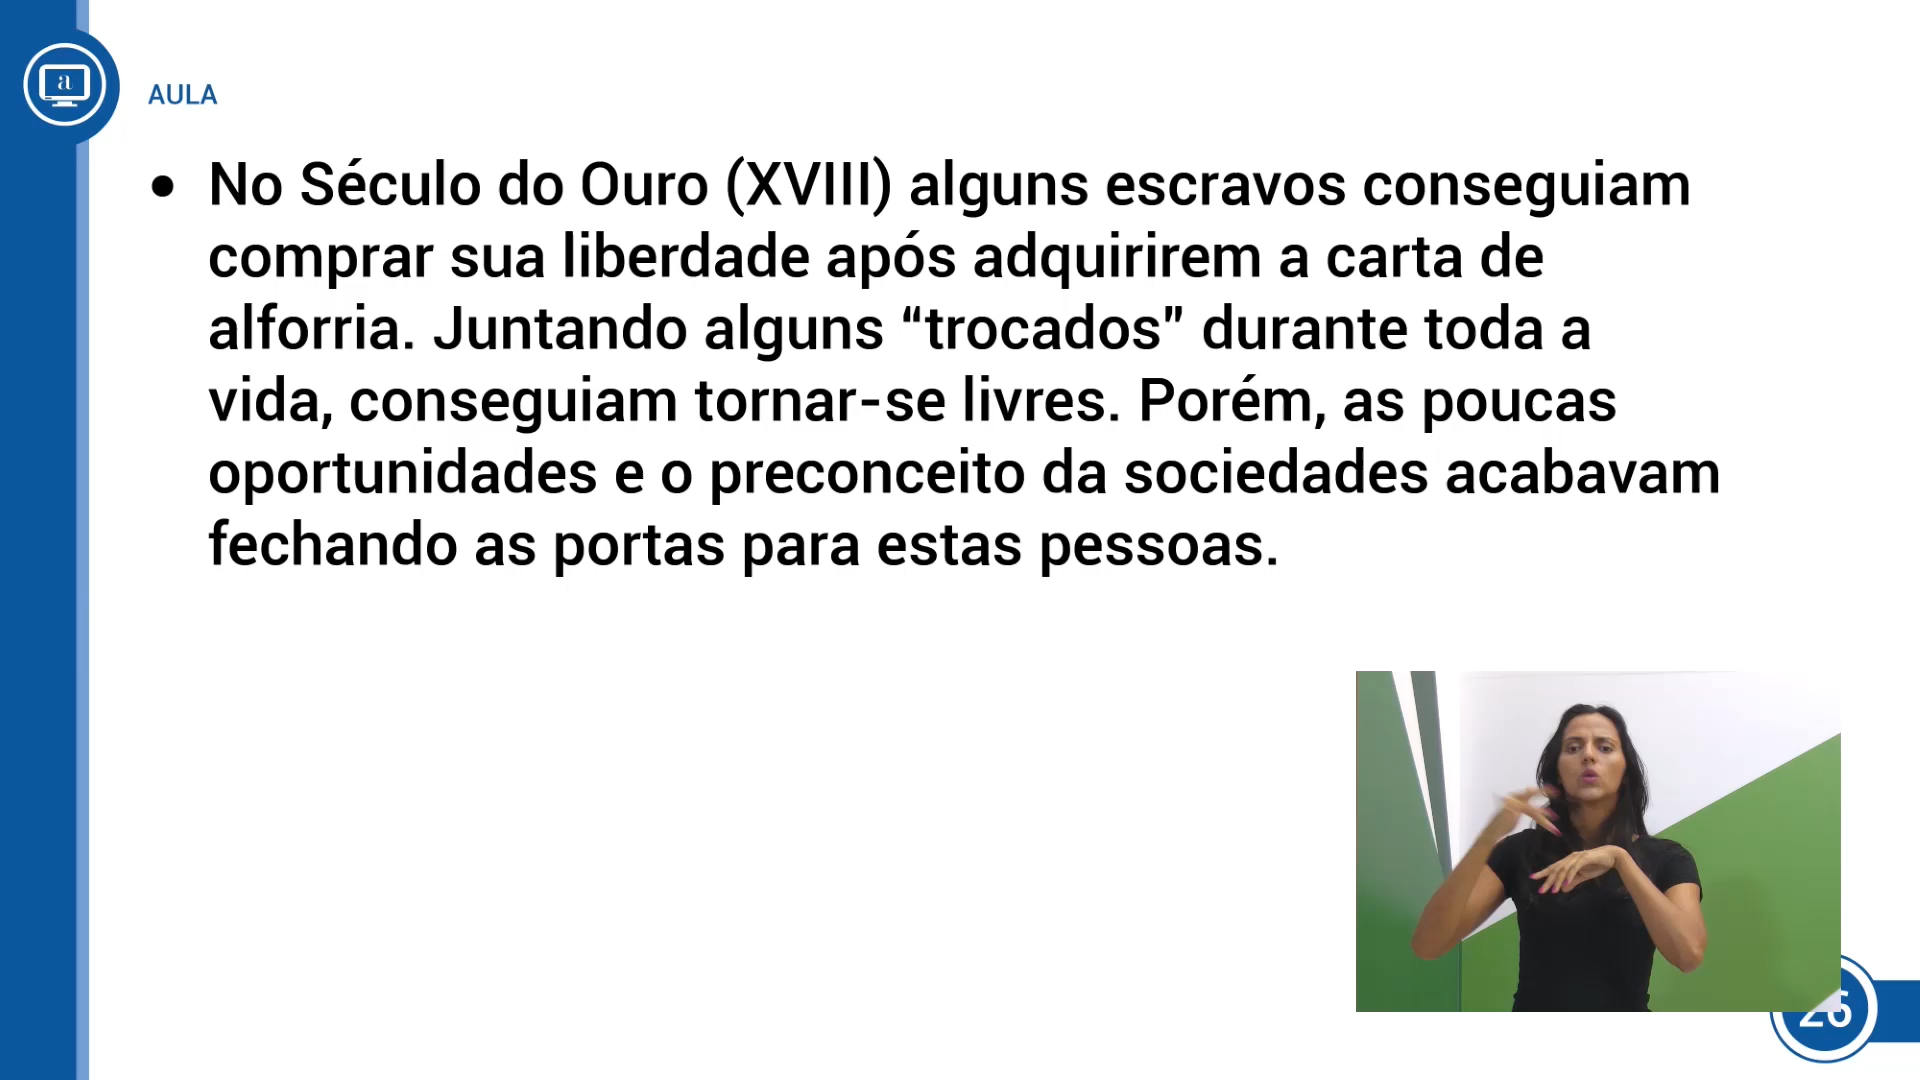 a
AULA
• No Século do Ouro (XVIII) alguns escravos conseguiam
comprar sua liberdade após adquirirem a carta de
alforria. Juntando alguns “trocados” durante toda a
vida, conseguiam tornar-se livres. Porém, as poucas
oportunidades e o preconceito da sociedades acabavam
fechando as portas para estas pessoas.
26